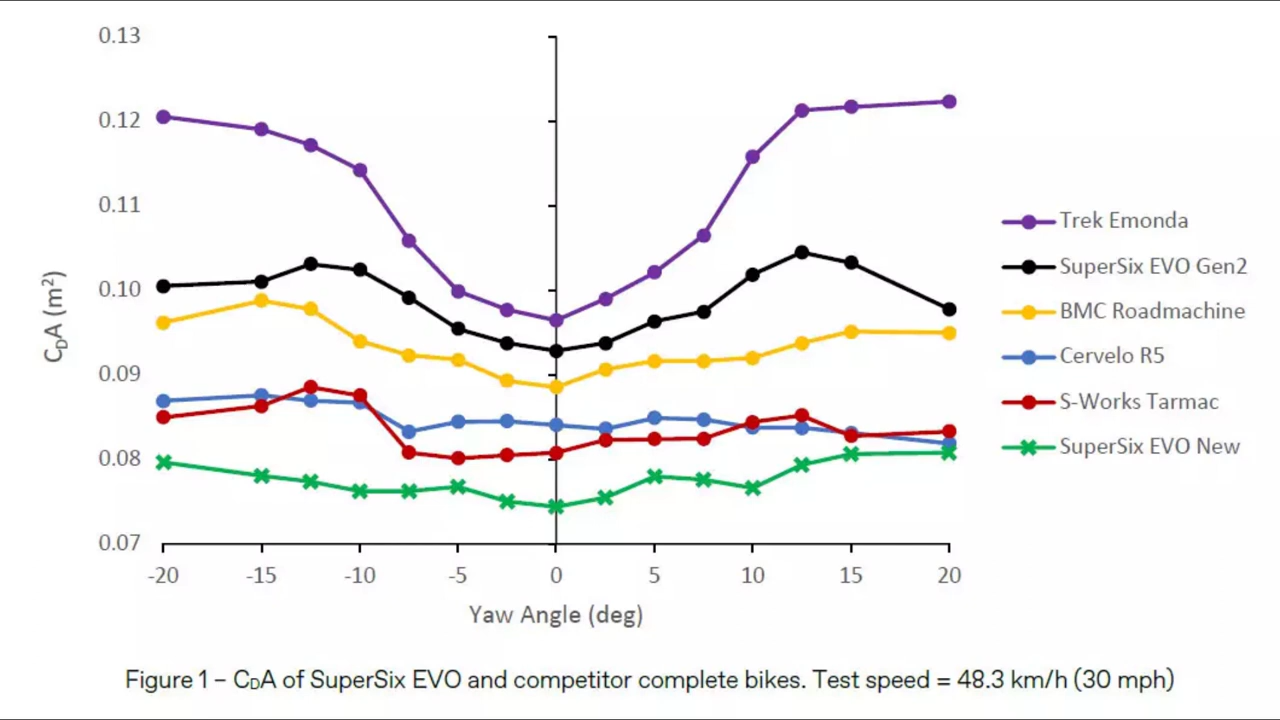 0.13
0.12
0.11
0.10
0.09
0.08
0.07
C_DA (m²)
-20 -15 -10 -5 0 5 10 15 20
Yaw Angle (deg)
Trek Emonda
SuperSix EVO Gen2
BMC Roadmachine
Cervelo R5
S-Works Tarmac
SuperSix EVO New
Figure 1 – C_DA of SuperSix EVO and competitor complete bikes. Test speed = 48.3 km/h (30 mph)